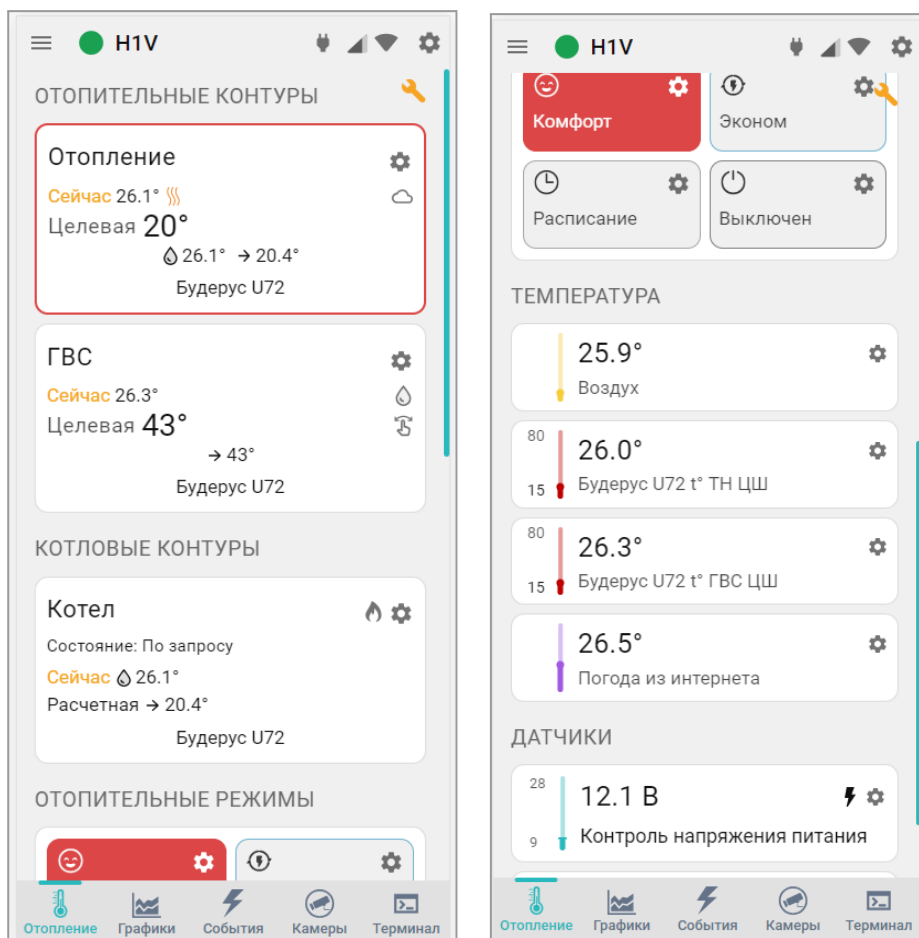 H1V
ОТОПИТЕЛЬНЫЕ КОНТУРЫ
Отопление
Сейчас 26.1°
Целевая 20°
26.1° → 20.4°
Будерус U72
ГВС
Сейчас 26.3°
Целевая 43°
→ 43°
Будерус U72
КОТЛОВЫЕ КОНТУРЫ
Котел
Состояние: По запросу
Сейчас 26.1°
Расчетная → 20.4°
Будерус U72
ОТОПИТЕЛЬНЫЕ РЕЖИМЫ
Отопление Графики События Камеры Терминал
H1V
Комфорт Эконом
Расписание Выключен
ТЕМПЕРАТУРА
25.9°
Воздух
80
26.0°
15 Будерус U72 t° ТН ЦШ
80
26.3°
15 Будерус U72 t° ГВС ЦШ
26.5°
Погода из интернета
ДАТЧИКИ
28
12.1 В
9 Контроль напряжения питания
Отопление Графики События Камеры Терминал